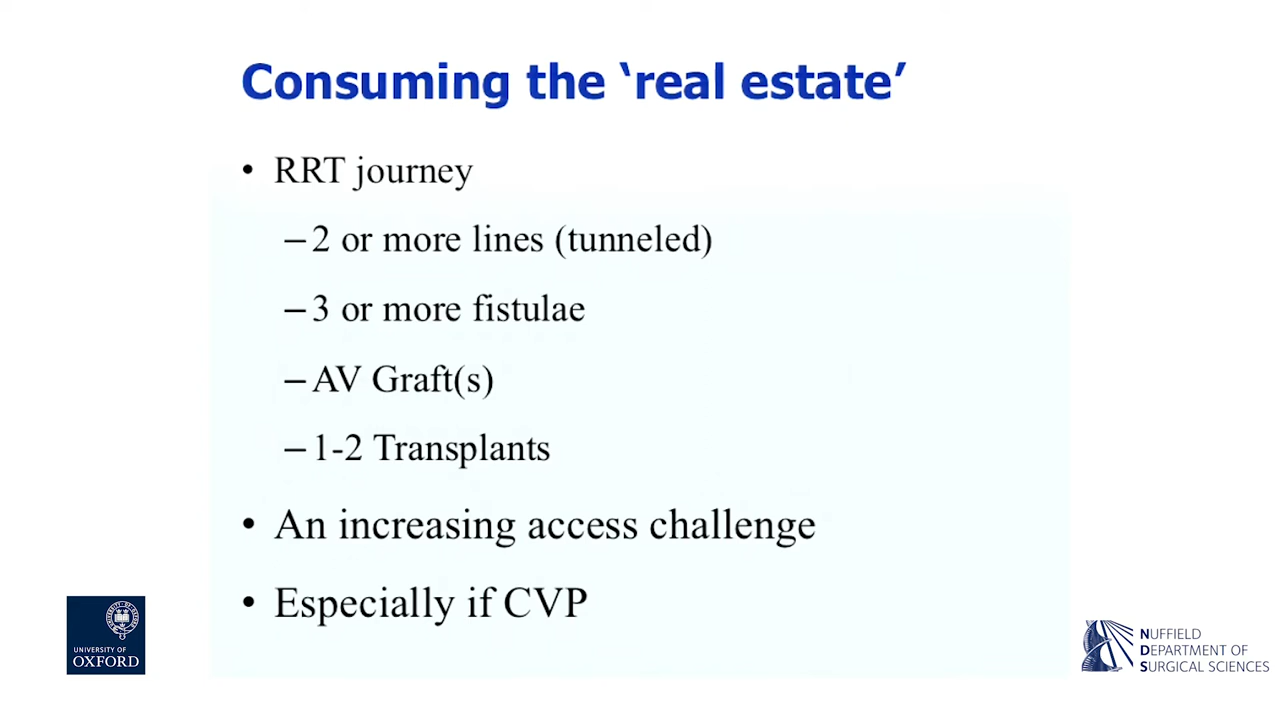 Consuming the ‘real estate’
• RRT journey
–2 or more lines (tunneled)
–3 or more fistulae
–AV Graft(s)
–1-2 Transplants
• An increasing access challenge
• Especially if CVP
UNIVERSITY OF
OXFORD
NUFFIELD
DEPARTMENT OF
SURGICAL SCIENCES